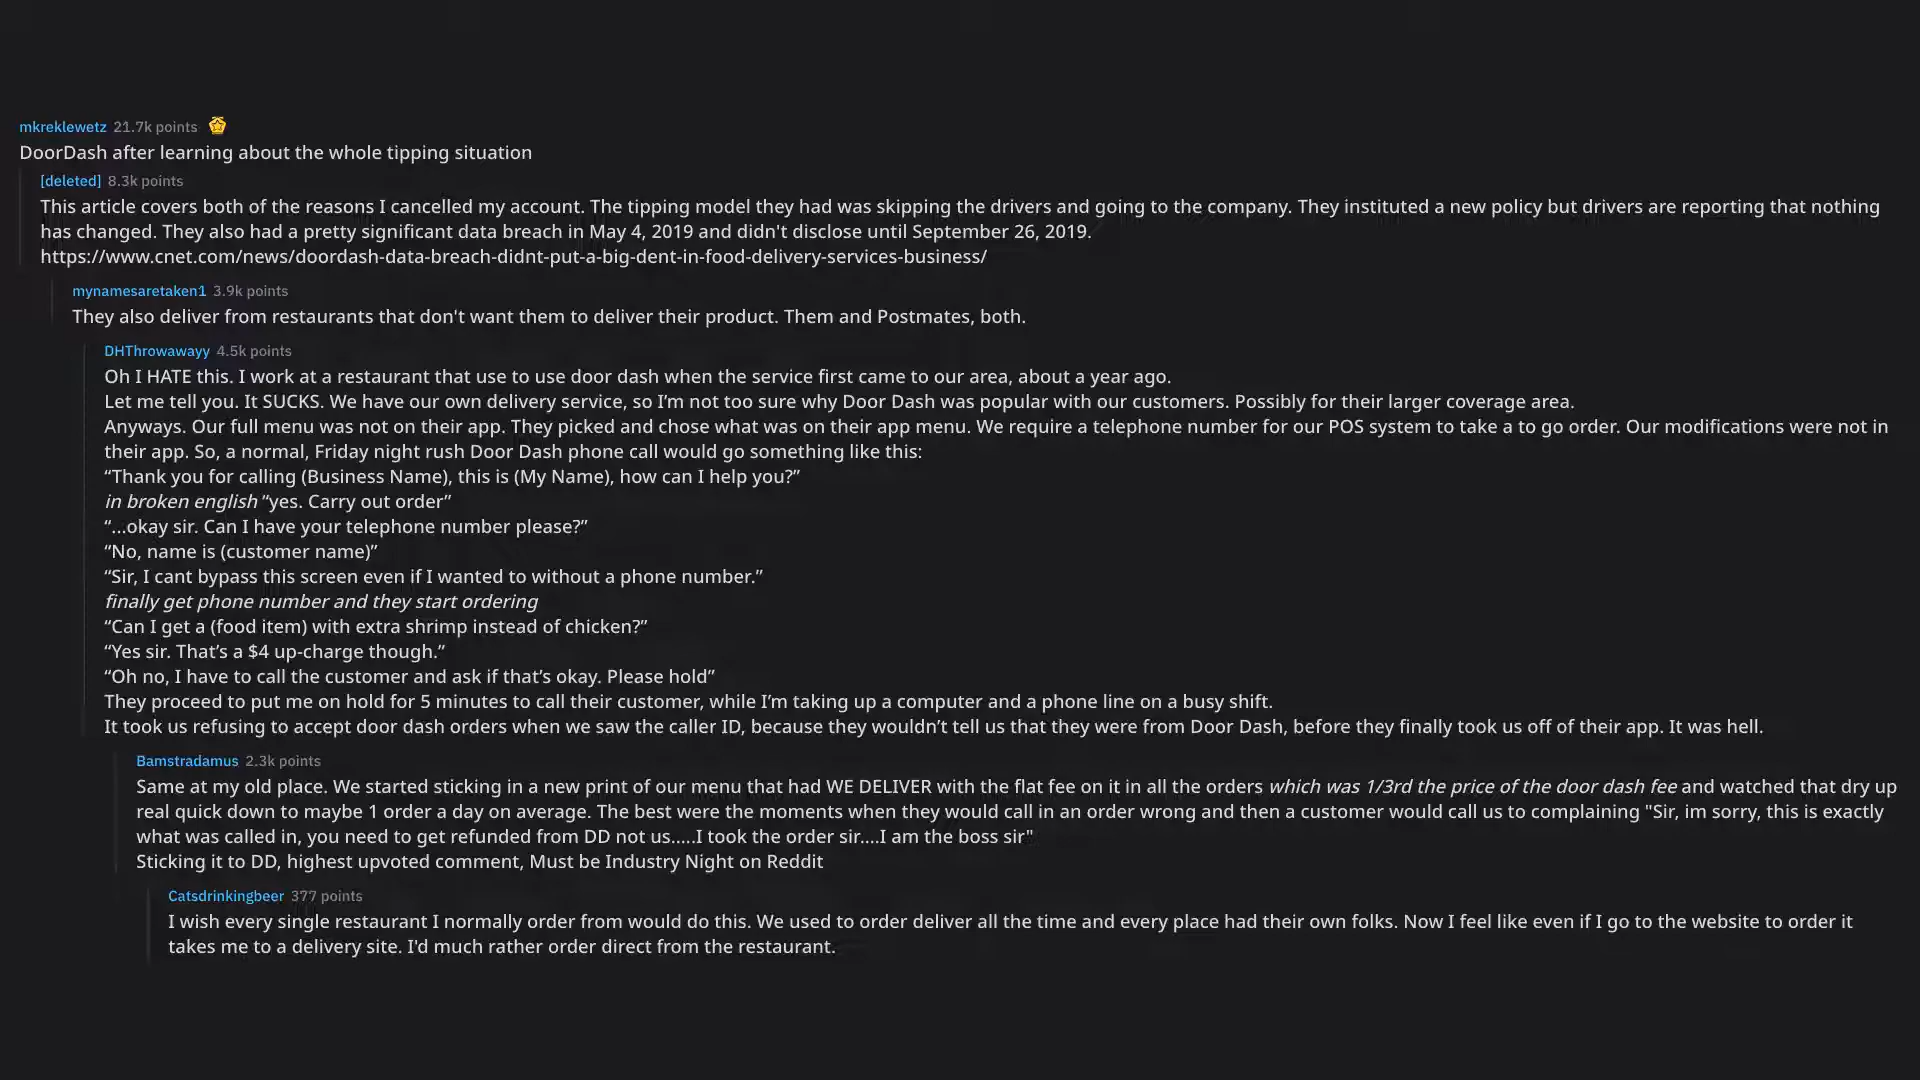 mkreklewetz 21.7k points
DoorDash after learning about the whole tipping situation
[deleted] 8.3k points
This article covers both of the reasons I cancelled my account. The tipping model they had was skipping the drivers and going to the company. They instituted a new policy but drivers are reporting that nothing
has changed. They also had a pretty significant data breach in May 4, 2019 and didn't disclose until September 26, 2019.
https://www.cnet.com/news/doordash-data-breach-didnt-put-a-big-dent-in-food-delivery-services-business/
mynamesaretaken1 3.9k points
They also deliver from restaurants that don't want them to deliver their product. Them and Postmates, both.
DHThrowawayy 4.5k points
Oh I HATE this. I work at a restaurant that use to use door dash when the service first came to our area, about a year ago.
Let me tell you. It SUCKS. We have our own delivery service, so I’m not too sure why Door Dash was popular with our customers. Possibly for their larger coverage area.
Anyways. Our full menu was not on their app. They picked and chose what was on their app menu. We require a telephone number for our POS system to take a to go order. Our modifications were not in
their app. So, a normal, Friday night rush Door Dash phone call would go something like this:
“Thank you for calling (Business Name), this is (My Name), how can I help you?”
in broken english “yes. Carry out order”
“...okay sir. Can I have your telephone number please?”
“No, name is (customer name)”
“Sir, I cant bypass this screen even if I wanted to without a phone number.”
finally get phone number and they start ordering
“Can I get a (food item) with extra shrimp instead of chicken?”
“Yes sir. That’s a $4 up-charge though.”
“Oh no, I have to call the customer and ask if that’s okay. Please hold”
They proceed to put me on hold for 5 minutes to call their customer, while I’m taking up a computer and a phone line on a busy shift.
It took us refusing to accept door dash orders when we saw the caller ID, because they wouldn’t tell us that they were from Door Dash, before they finally took us off of their app. It was hell.
Bamstradamus 2.3k points
Same at my old place. We started sticking in a new print of our menu that had WE DELIVER with the flat fee on it in all the orders which was 1/3rd the price of the door dash fee and watched that dry up
real quick down to maybe 1 order a day on average. The best were the moments when they would call in an order wrong and then a customer would call us to complaining "Sir, im sorry, this is exactly
what was called in, you need to get refunded from DD not us.....I took the order sir....I am the boss sir"
Sticking it to DD, highest upvoted comment, Must be Industry Night on Reddit
Catsdrinkingbeer 377 points
I wish every single restaurant I normally order from would do this. We used to order deliver all the time and every place had their own folks. Now I feel like even if I go to the website to order it
takes me to a delivery site. I'd much rather order direct from the restaurant.